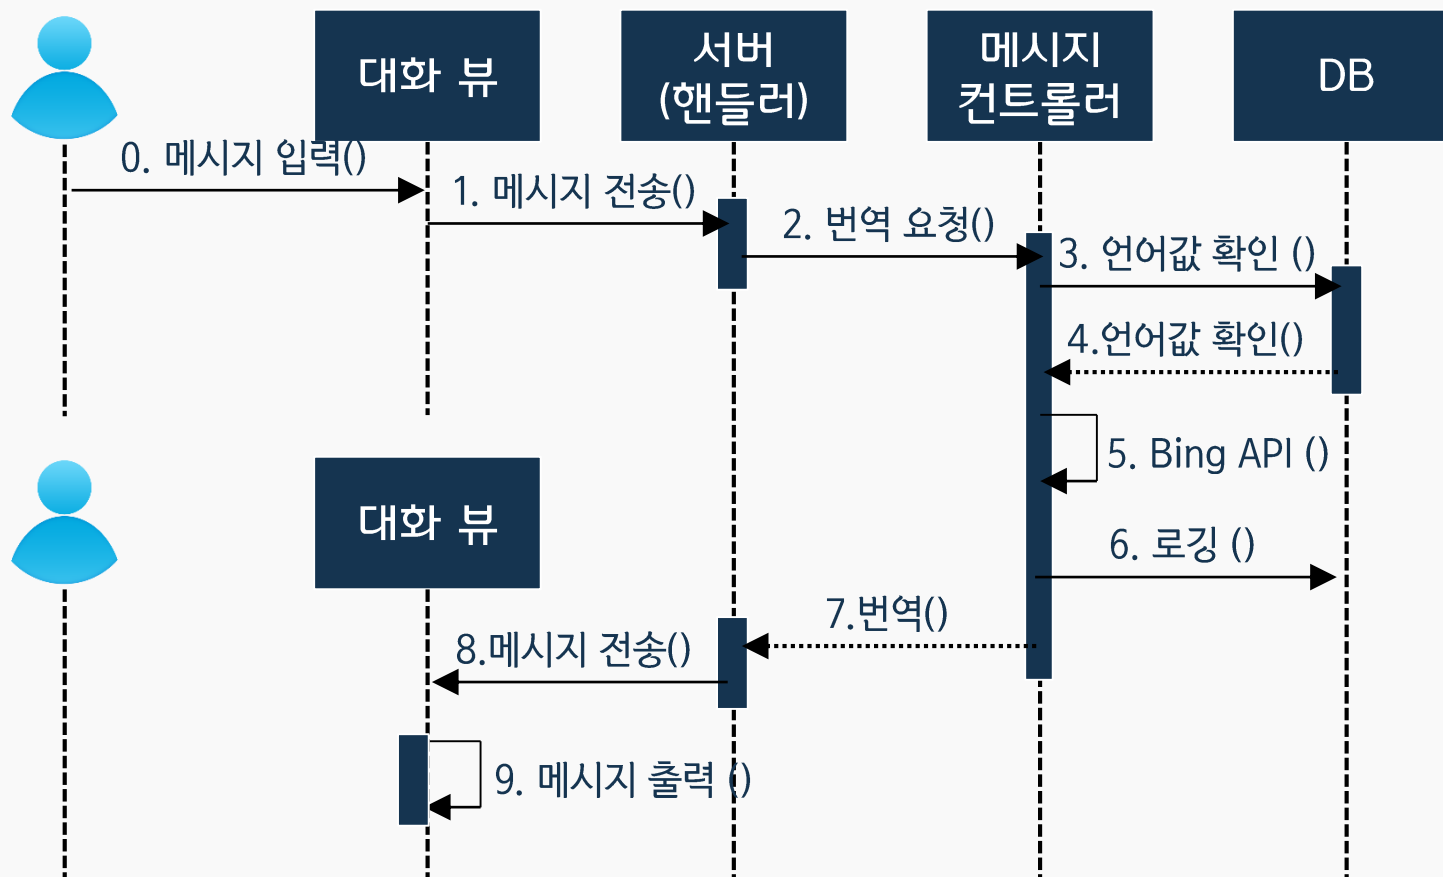 대화 뷰
서버
(핸들러)
메시지
컨트롤러
DB
0. 메시지 입력()
1. 메시지 전송()
2. 번역 요청()
3. 언어값 확인 ()
4.언어값 확인()
5. Bing API ()
6. 로깅 ()
대화 뷰
7.번역()
8.메시지 전송()
9. 메시지 출력 ()